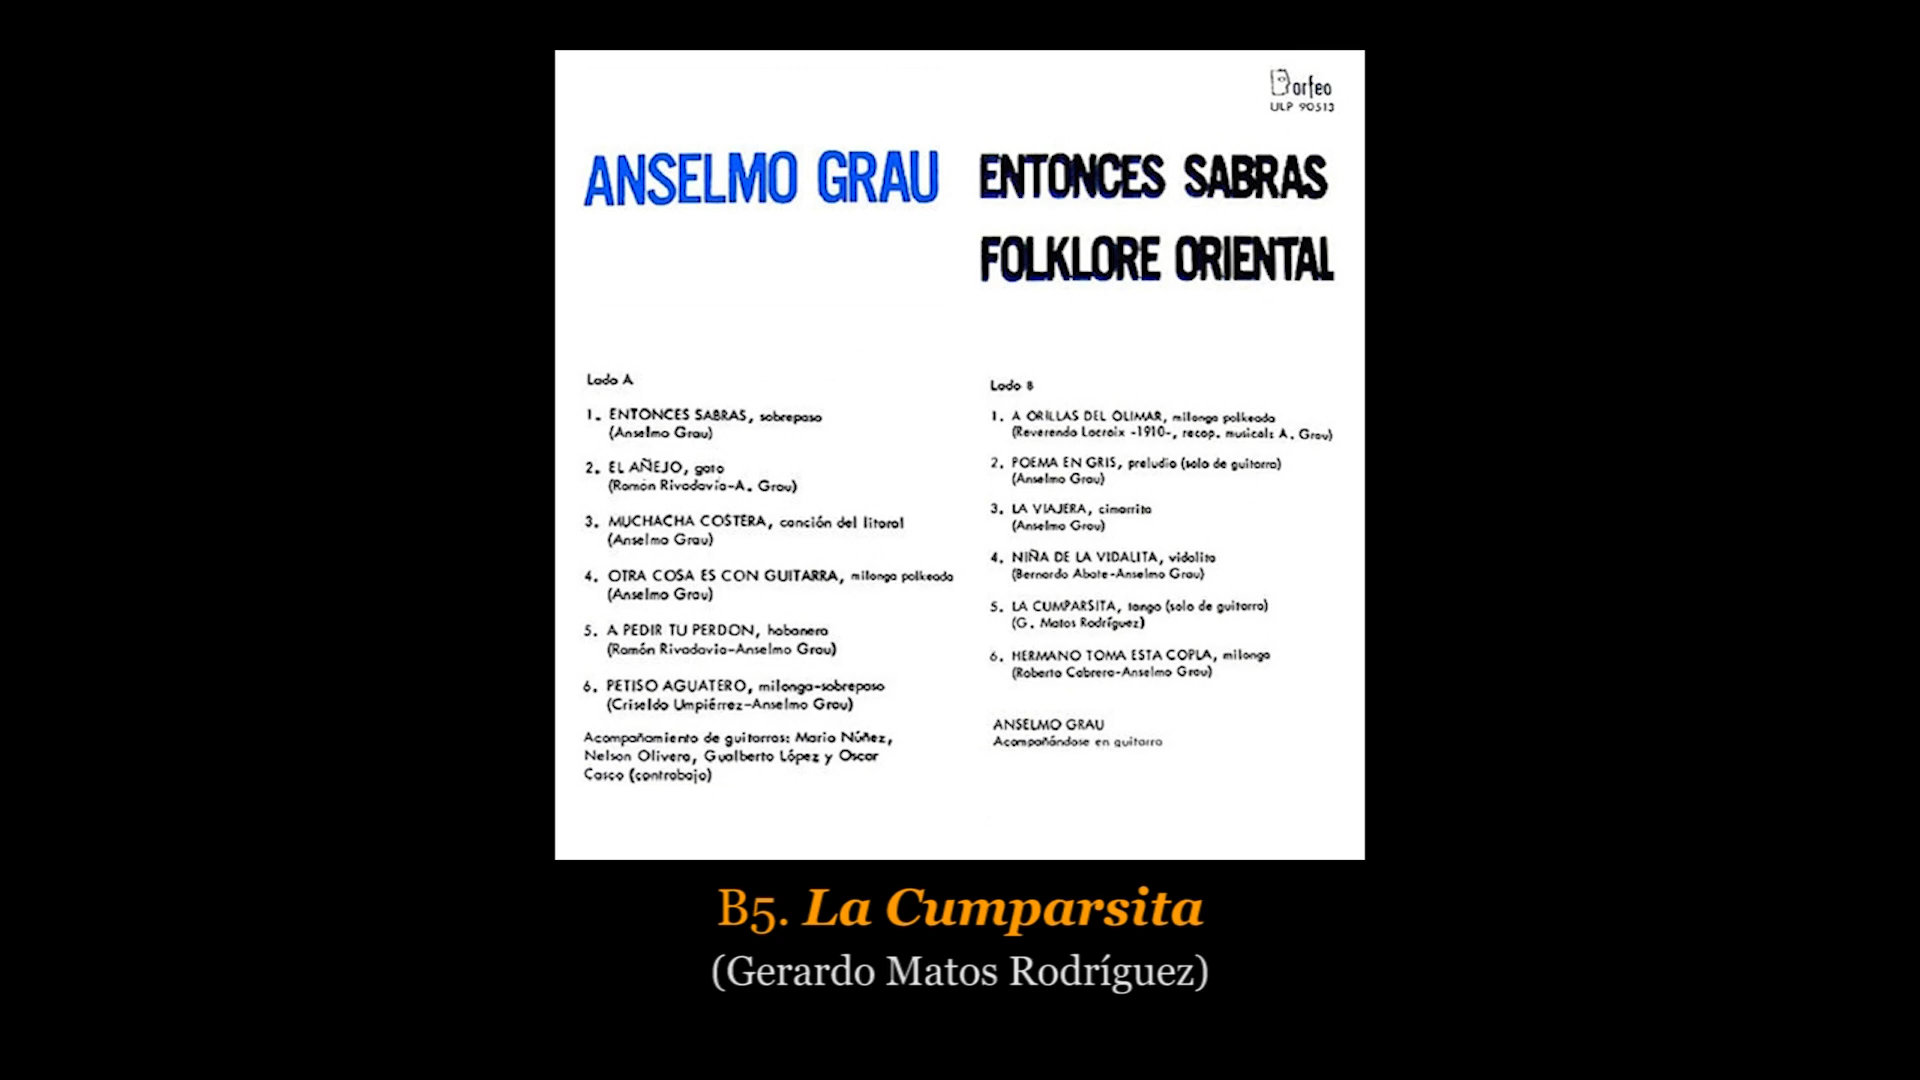 orfeo
ULP 90513
ANSELMO GRAU
ENTONCES SABRAS
FOLKLORE ORIENTAL
Lado A
1. ENTONCES SABRAS, sobrepaso
(Anselmo Grau)
2. EL AÑEJO, gato
(Ramón Rivadavia-A. Grau)
3. MUCHACHA COSTERA, canción del litoral
(Anselmo Grau)
4. OTRA COSA ES CON GUITARRA, milonga polkeada
(Anselmo Grau)
5. A PEDIR TU PERDON, habanera
(Ramón Rivadavia-Anselmo Grau)
6. PETISO AGUATERO, milonga-sobrepaso
(Criseldo Umpiérrez-Anselmo Grau)
Acompañamiento de guitarras: Mario Núñez,
Nelson Olivera, Gualberto López y Oscar
Casco (contrabajo)
Lado B
1. A ORILLAS DEL OLIMAR, milonga polkeada
(Reverendo Lacroix -1910-, recop. musical: A. Grau)
2. POEMA EN GRIS, preludio (solo de guitarra)
(Anselmo Grau)
3. LA VIAJERA, cimarrita
(Anselmo Grau)
4. NIÑA DE LA VIDALITA, vidalita
(Bernardo Abate-Anselmo Grau)
5. LA CUMPARSITA, tango (solo de guitarra)
(G. Matos Rodríguez)
6. HERMANO TOMA ESTA COPLA, milonga
(Roberto Cabrera-Anselmo Grau)
ANSELMO GRAU
Acompañándose en guitarra
B5. La Cumparsita
(Gerardo Matos Rodríguez)